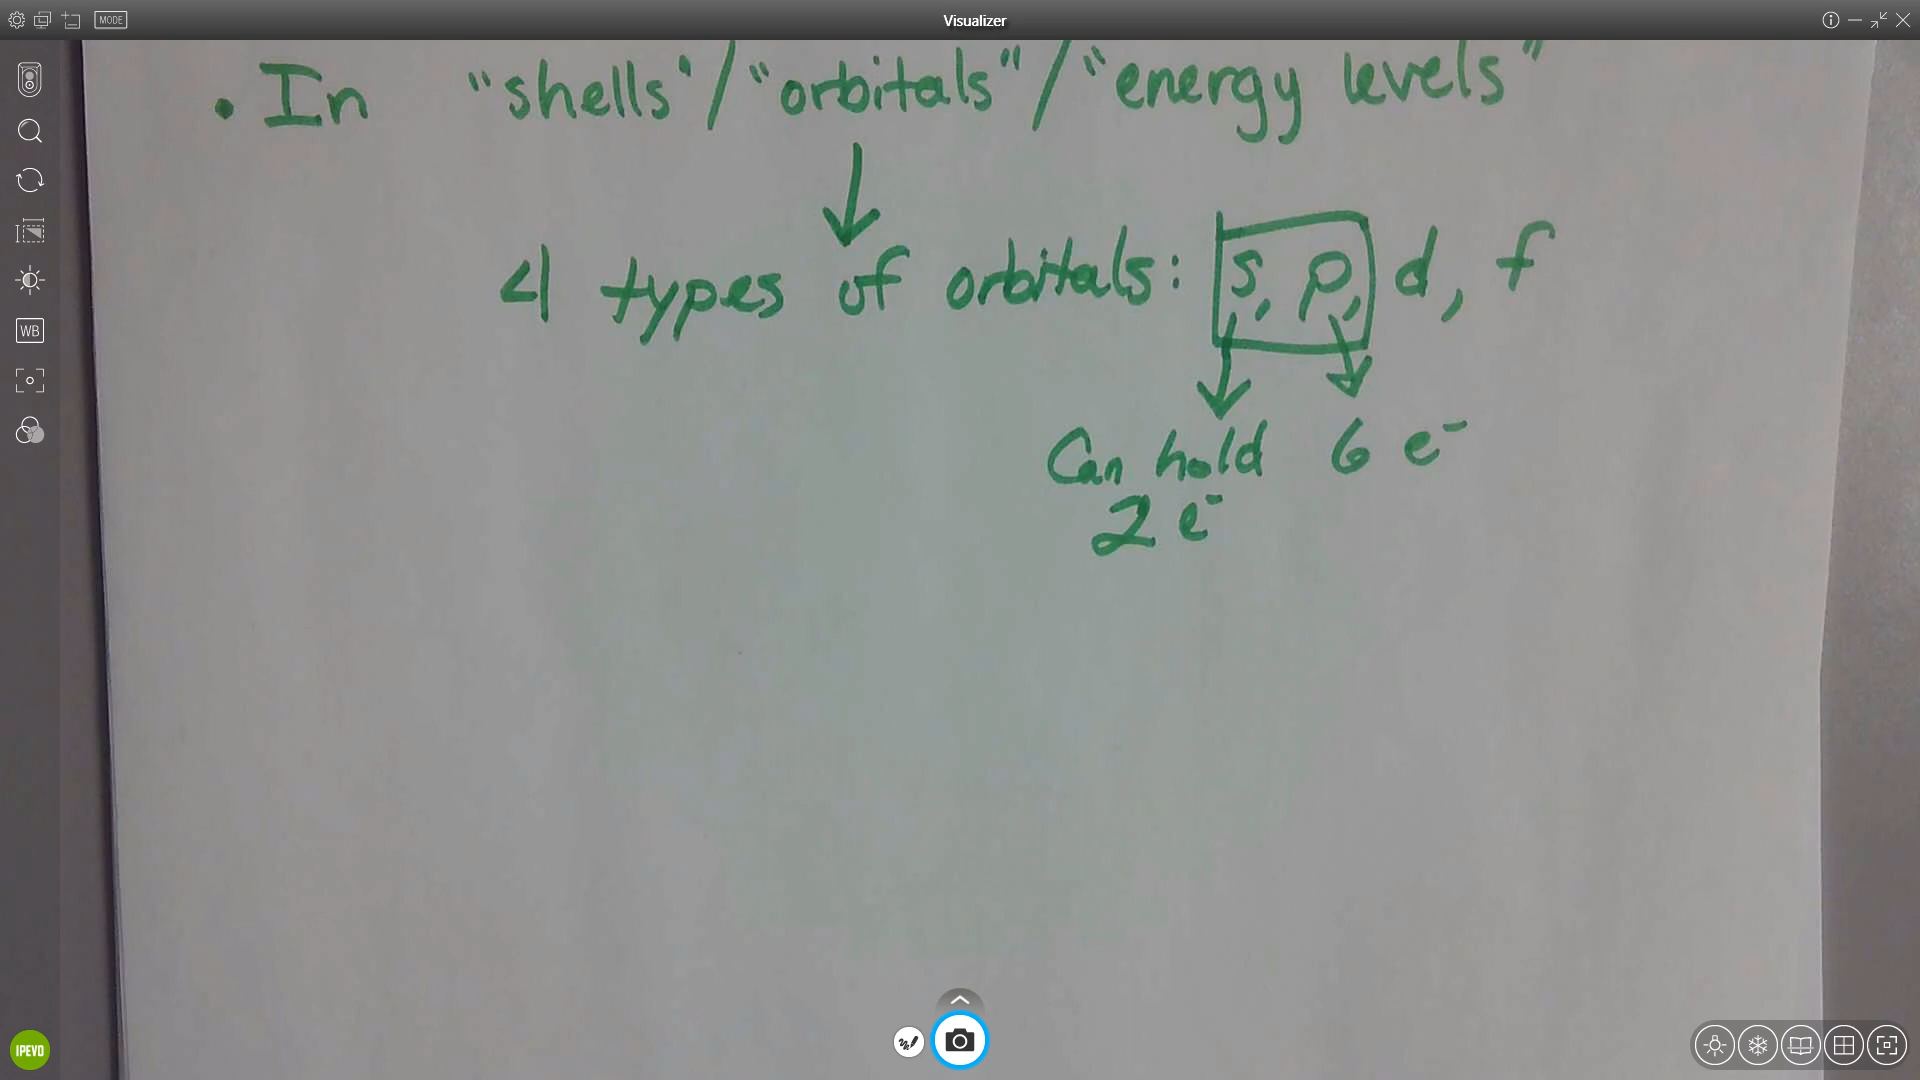 MODE
Visualizer
• In "shells"/"orbitals"/"energy levels"
4 types of orbitals: s, p, d, f
Can hold 6 e⁻
2 e⁻
WB
IPEVO